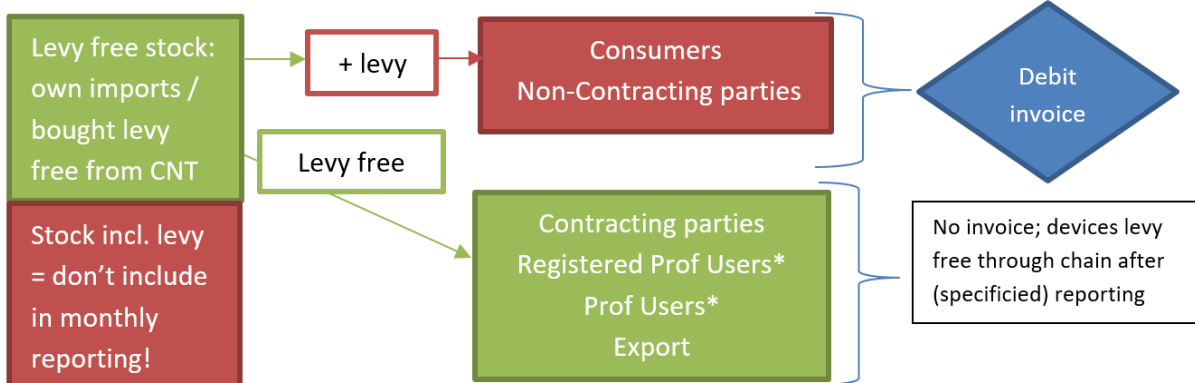 Levy free stock:
own imports /
bought levy
free from CNT
+ levy
Consumers
Non-Contracting parties
Debit
invoice
Levy free
Stock incl. levy
= don’t include
in monthly
reporting!
Contracting parties
Registered Prof Users*
Prof Users*
Export
No invoice; devices levy
free through chain after
(specificied) reporting